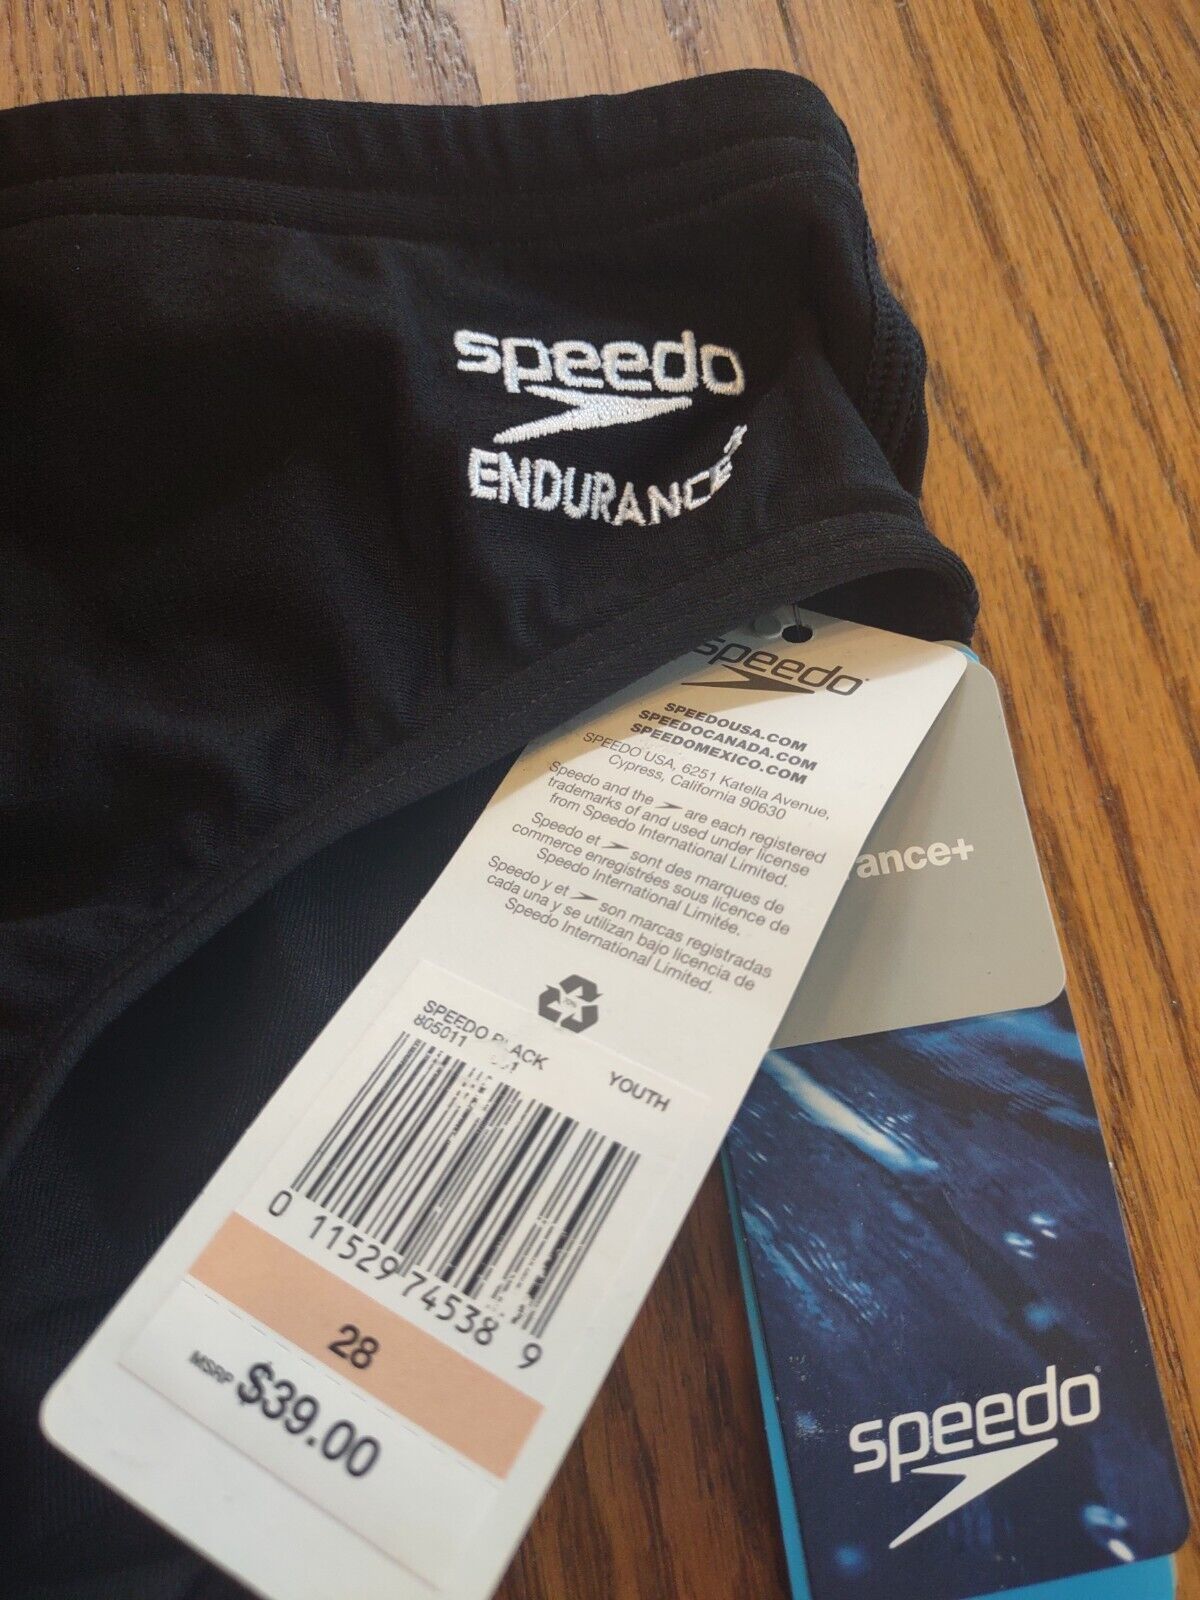 speedo
ENDURANCE+
speedo
SPEEDOUSA.COM
SPEEDOCANADA.COM
SPEEDOMEXICO.COM
SPEEDO USA, 6251 Katella Avenue,
Cypress, California 90630
Speedo and the are each registered
trademarks of and used under license
from Speedo International Limited.
Speedo et sont des marques de
commerce enregistrées sous licence de
Speedo International Limitée.
Speedo y et son marcas registradas
cada una y se utilizan bajo licencia de
Speedo International Limited.
SPEEDO BLACK
805011
YOUTH
0 11529 74538 9
28
MSRP $39.00
ance+
speedo